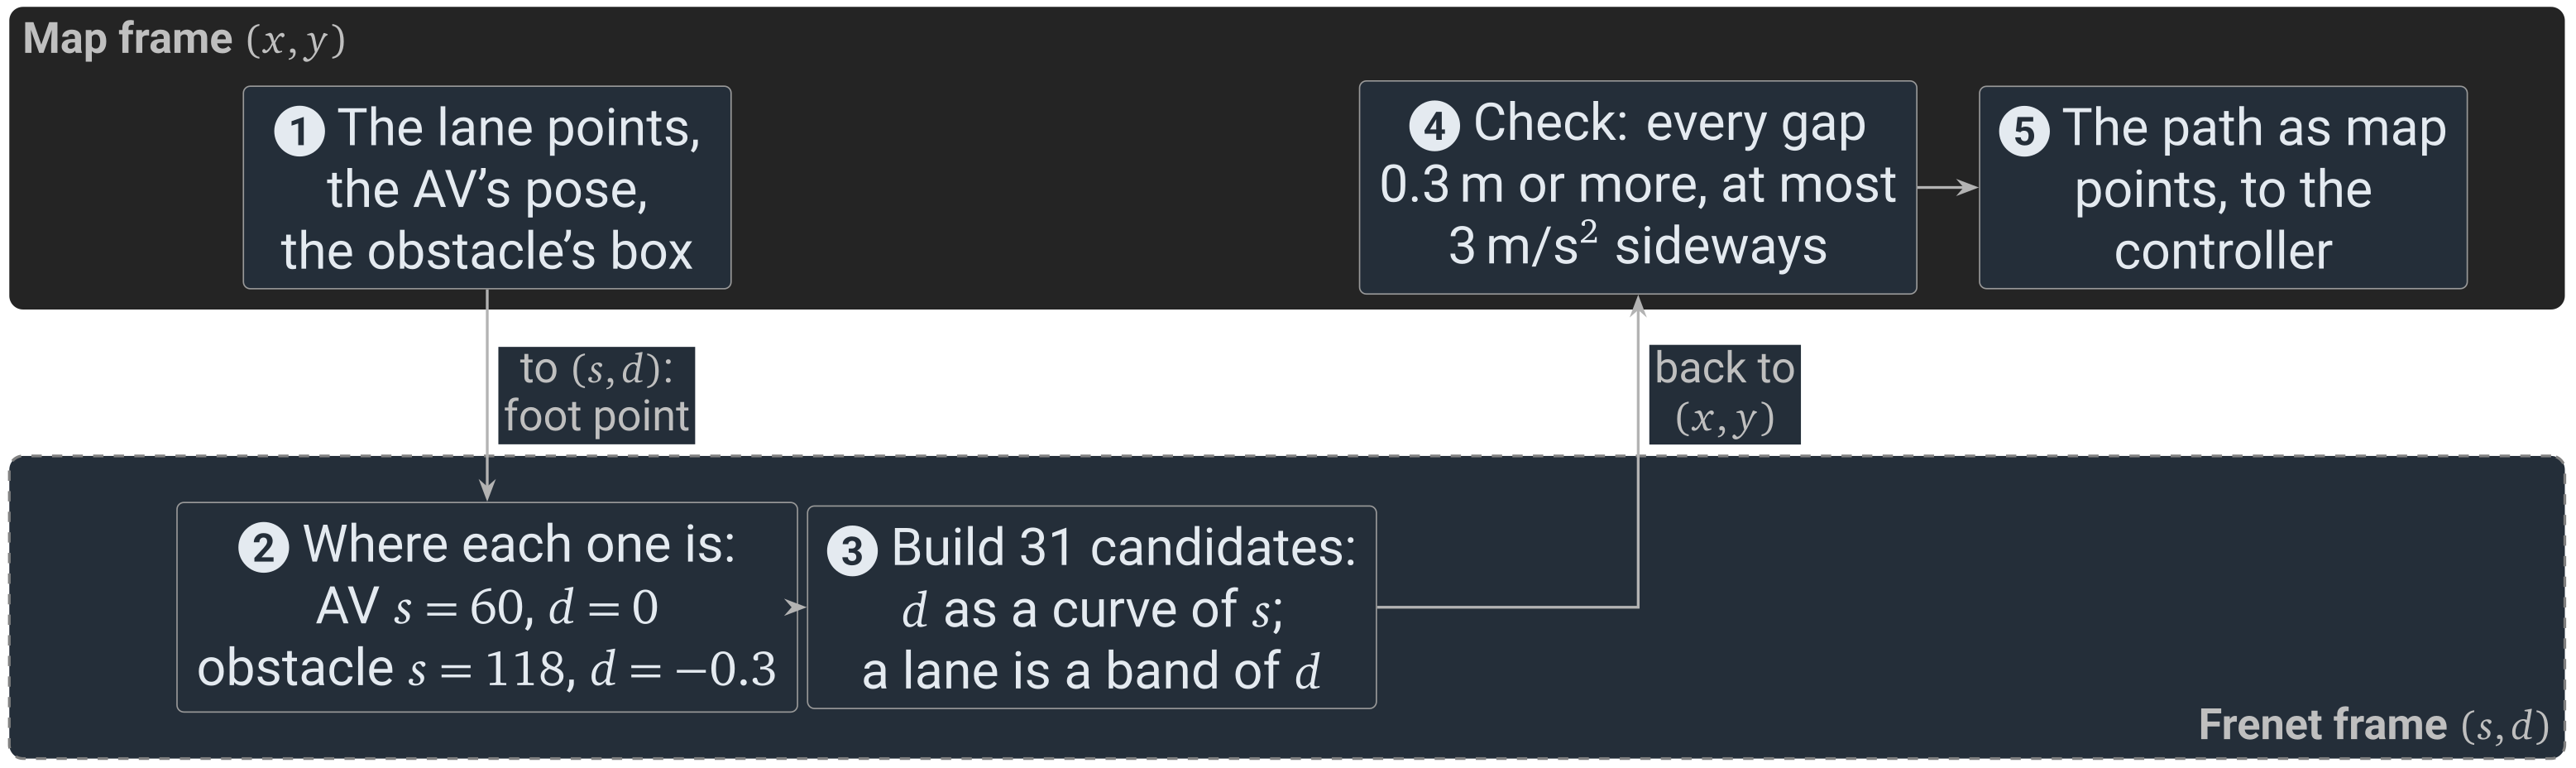 Map frame (x, y)
1 The lane points,
the AV’s pose,
the obstacle’s box
4 Check: every gap
0.3 m or more, at most
3 m/s² sideways
5 The path as map
points, to the
controller
to (s, d):
foot point
back to
(x, y)
2 Where each one is:
AV s = 60, d = 0
obstacle s = 118, d = −0.3
3 Build 31 candidates:
d as a curve of s;
a lane is a band of d
Frenet frame (s, d)